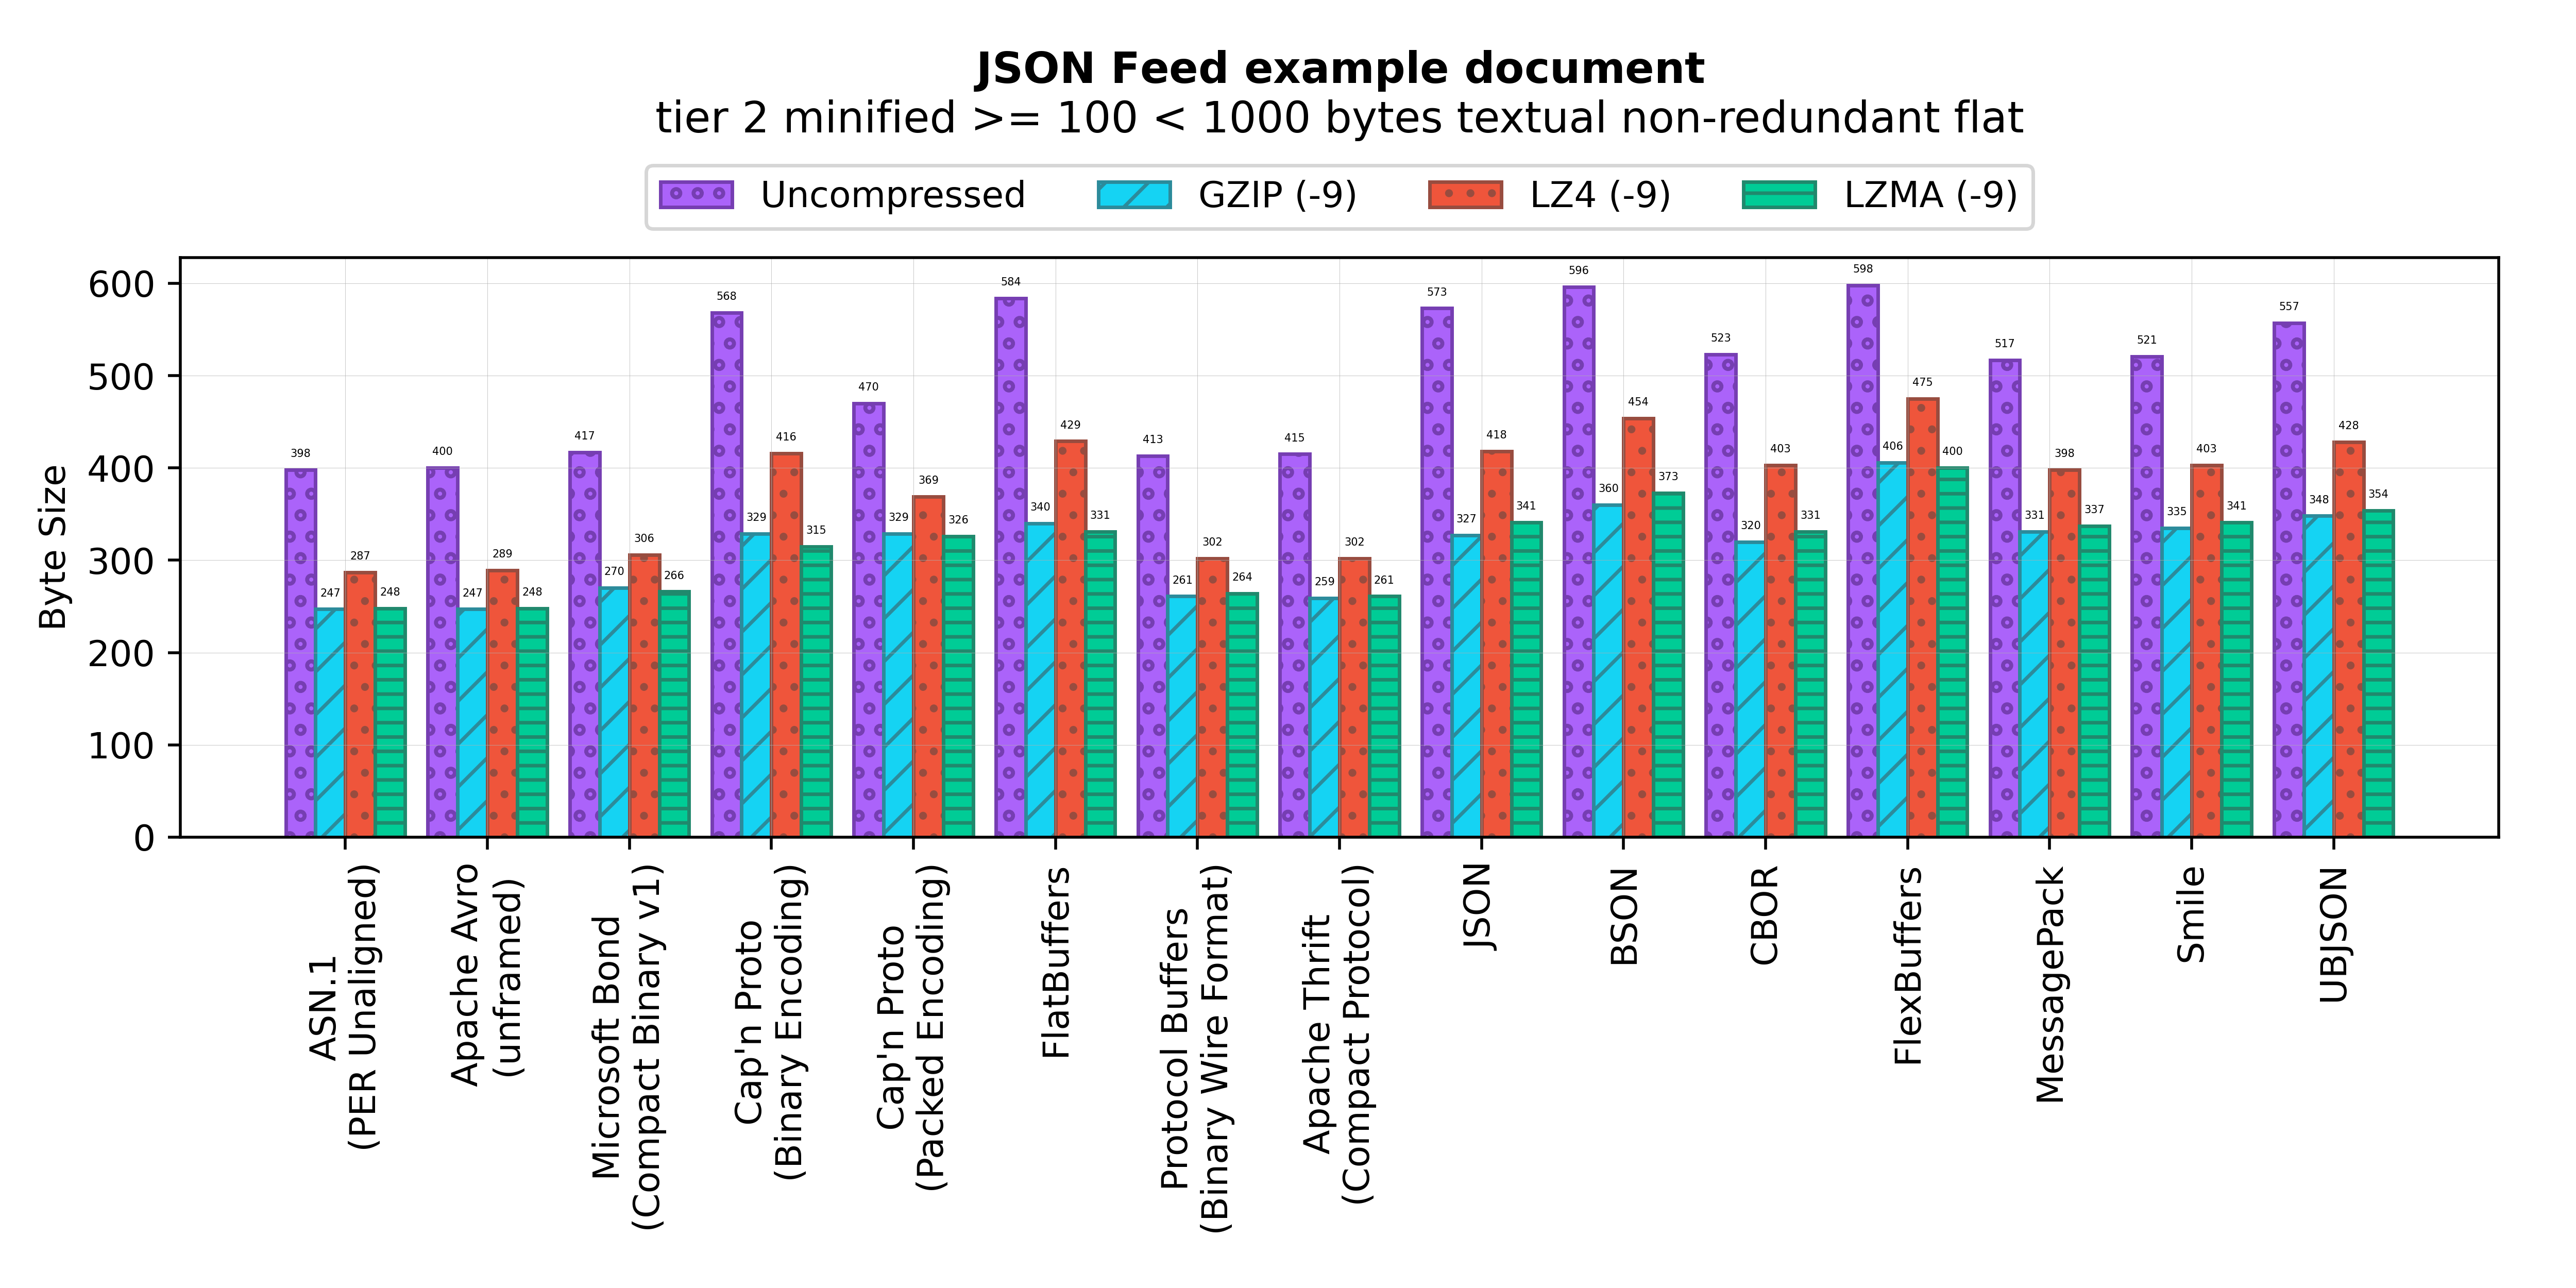 JSON Feed example document
tier 2 minified >= 100 < 1000 bytes textual non-redundant flat
Uncompressed GZIP (-9) LZ4 (-9) LZMA (-9)
Byte Size
600
500
400
300
200
100
0
398 247 287 248
400 247 289 248
417 270 306 266
568 329 416 315
470 329 369 326
584 340 429 331
413 261 302 264
415 259 302 261
573 327 418 341
596 360 454 373
523 320 403 331
598 406 475 400
517 331 398 337
521 335 403 341
557 348 428 354
ASN.1
(PER Unaligned)
Apache Avro
(unframed)
Microsoft Bond
(Compact Binary v1)
Cap'n Proto
(Binary Encoding)
Cap'n Proto
(Packed Encoding)
FlatBuffers
Protocol Buffers
(Binary Wire Format)
Apache Thrift
(Compact Protocol)
JSON
BSON
CBOR
FlexBuffers
MessagePack
Smile
UBJSON